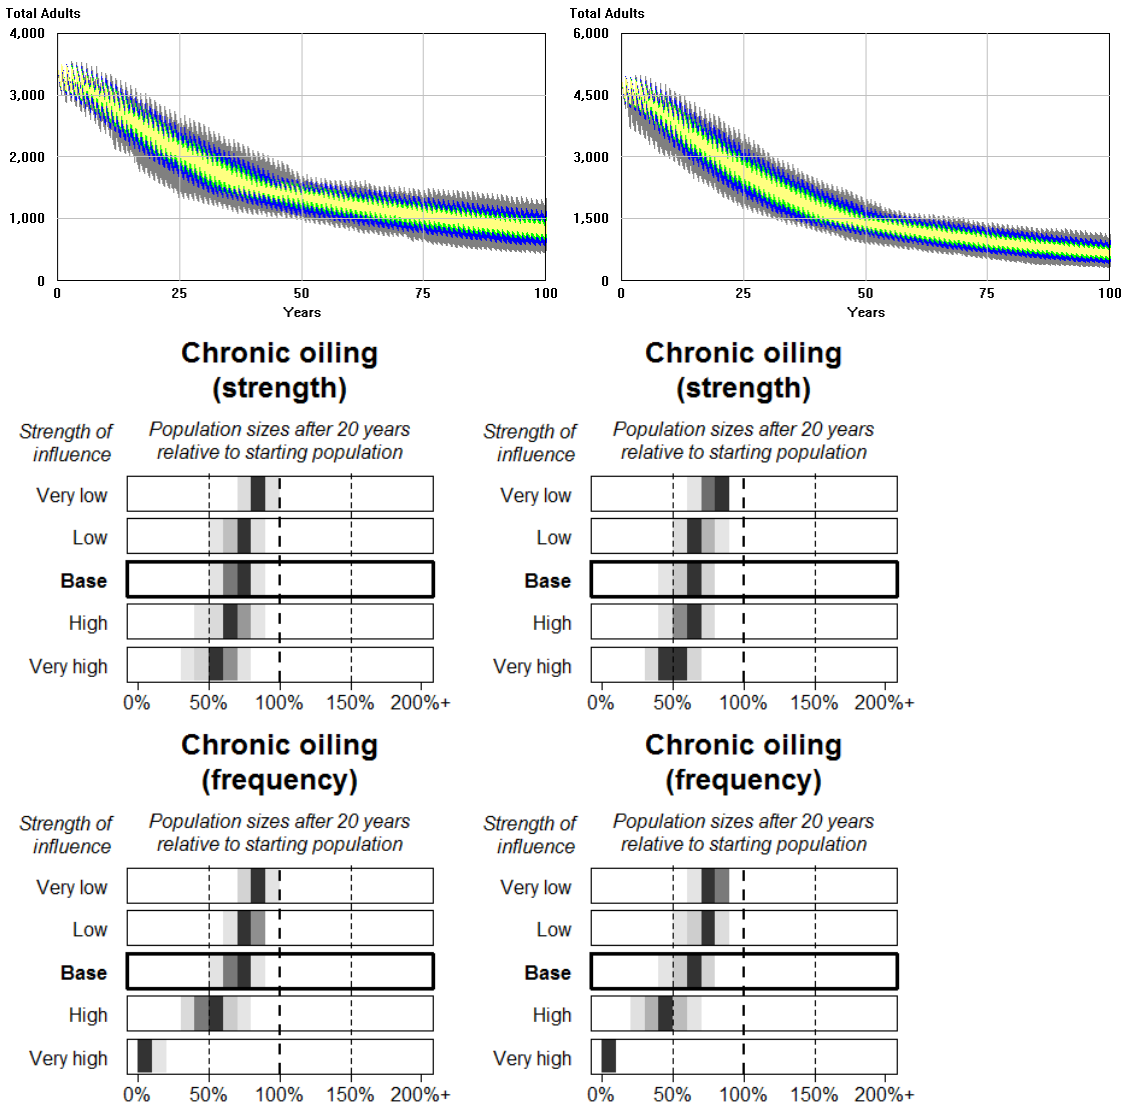 Total Adults
4,000
3,000
2,000
1,000
0
0 25 50 75 100
Years
Total Adults
6,000
4,500
3,000
1,500
0
0 25 50 75 100
Years
Chronic oiling
(strength)
Strength of
influence
Population sizes after 20 years
relative to starting population
Very low
Low
Base
High
Very high
0% 50% 100% 150% 200%+
Chronic oiling
(strength)
Strength of
influence
Population sizes after 20 years
relative to starting population
Very low
Low
Base
High
Very high
0% 50% 100% 150% 200%+
Chronic oiling
(frequency)
Strength of
influence
Population sizes after 20 years
relative to starting population
Very low
Low
Base
High
Very high
0% 50% 100% 150% 200%+
Chronic oiling
(frequency)
Strength of
influence
Population sizes after 20 years
relative to starting population
Very low
Low
Base
High
Very high
0% 50% 100% 150% 200%+